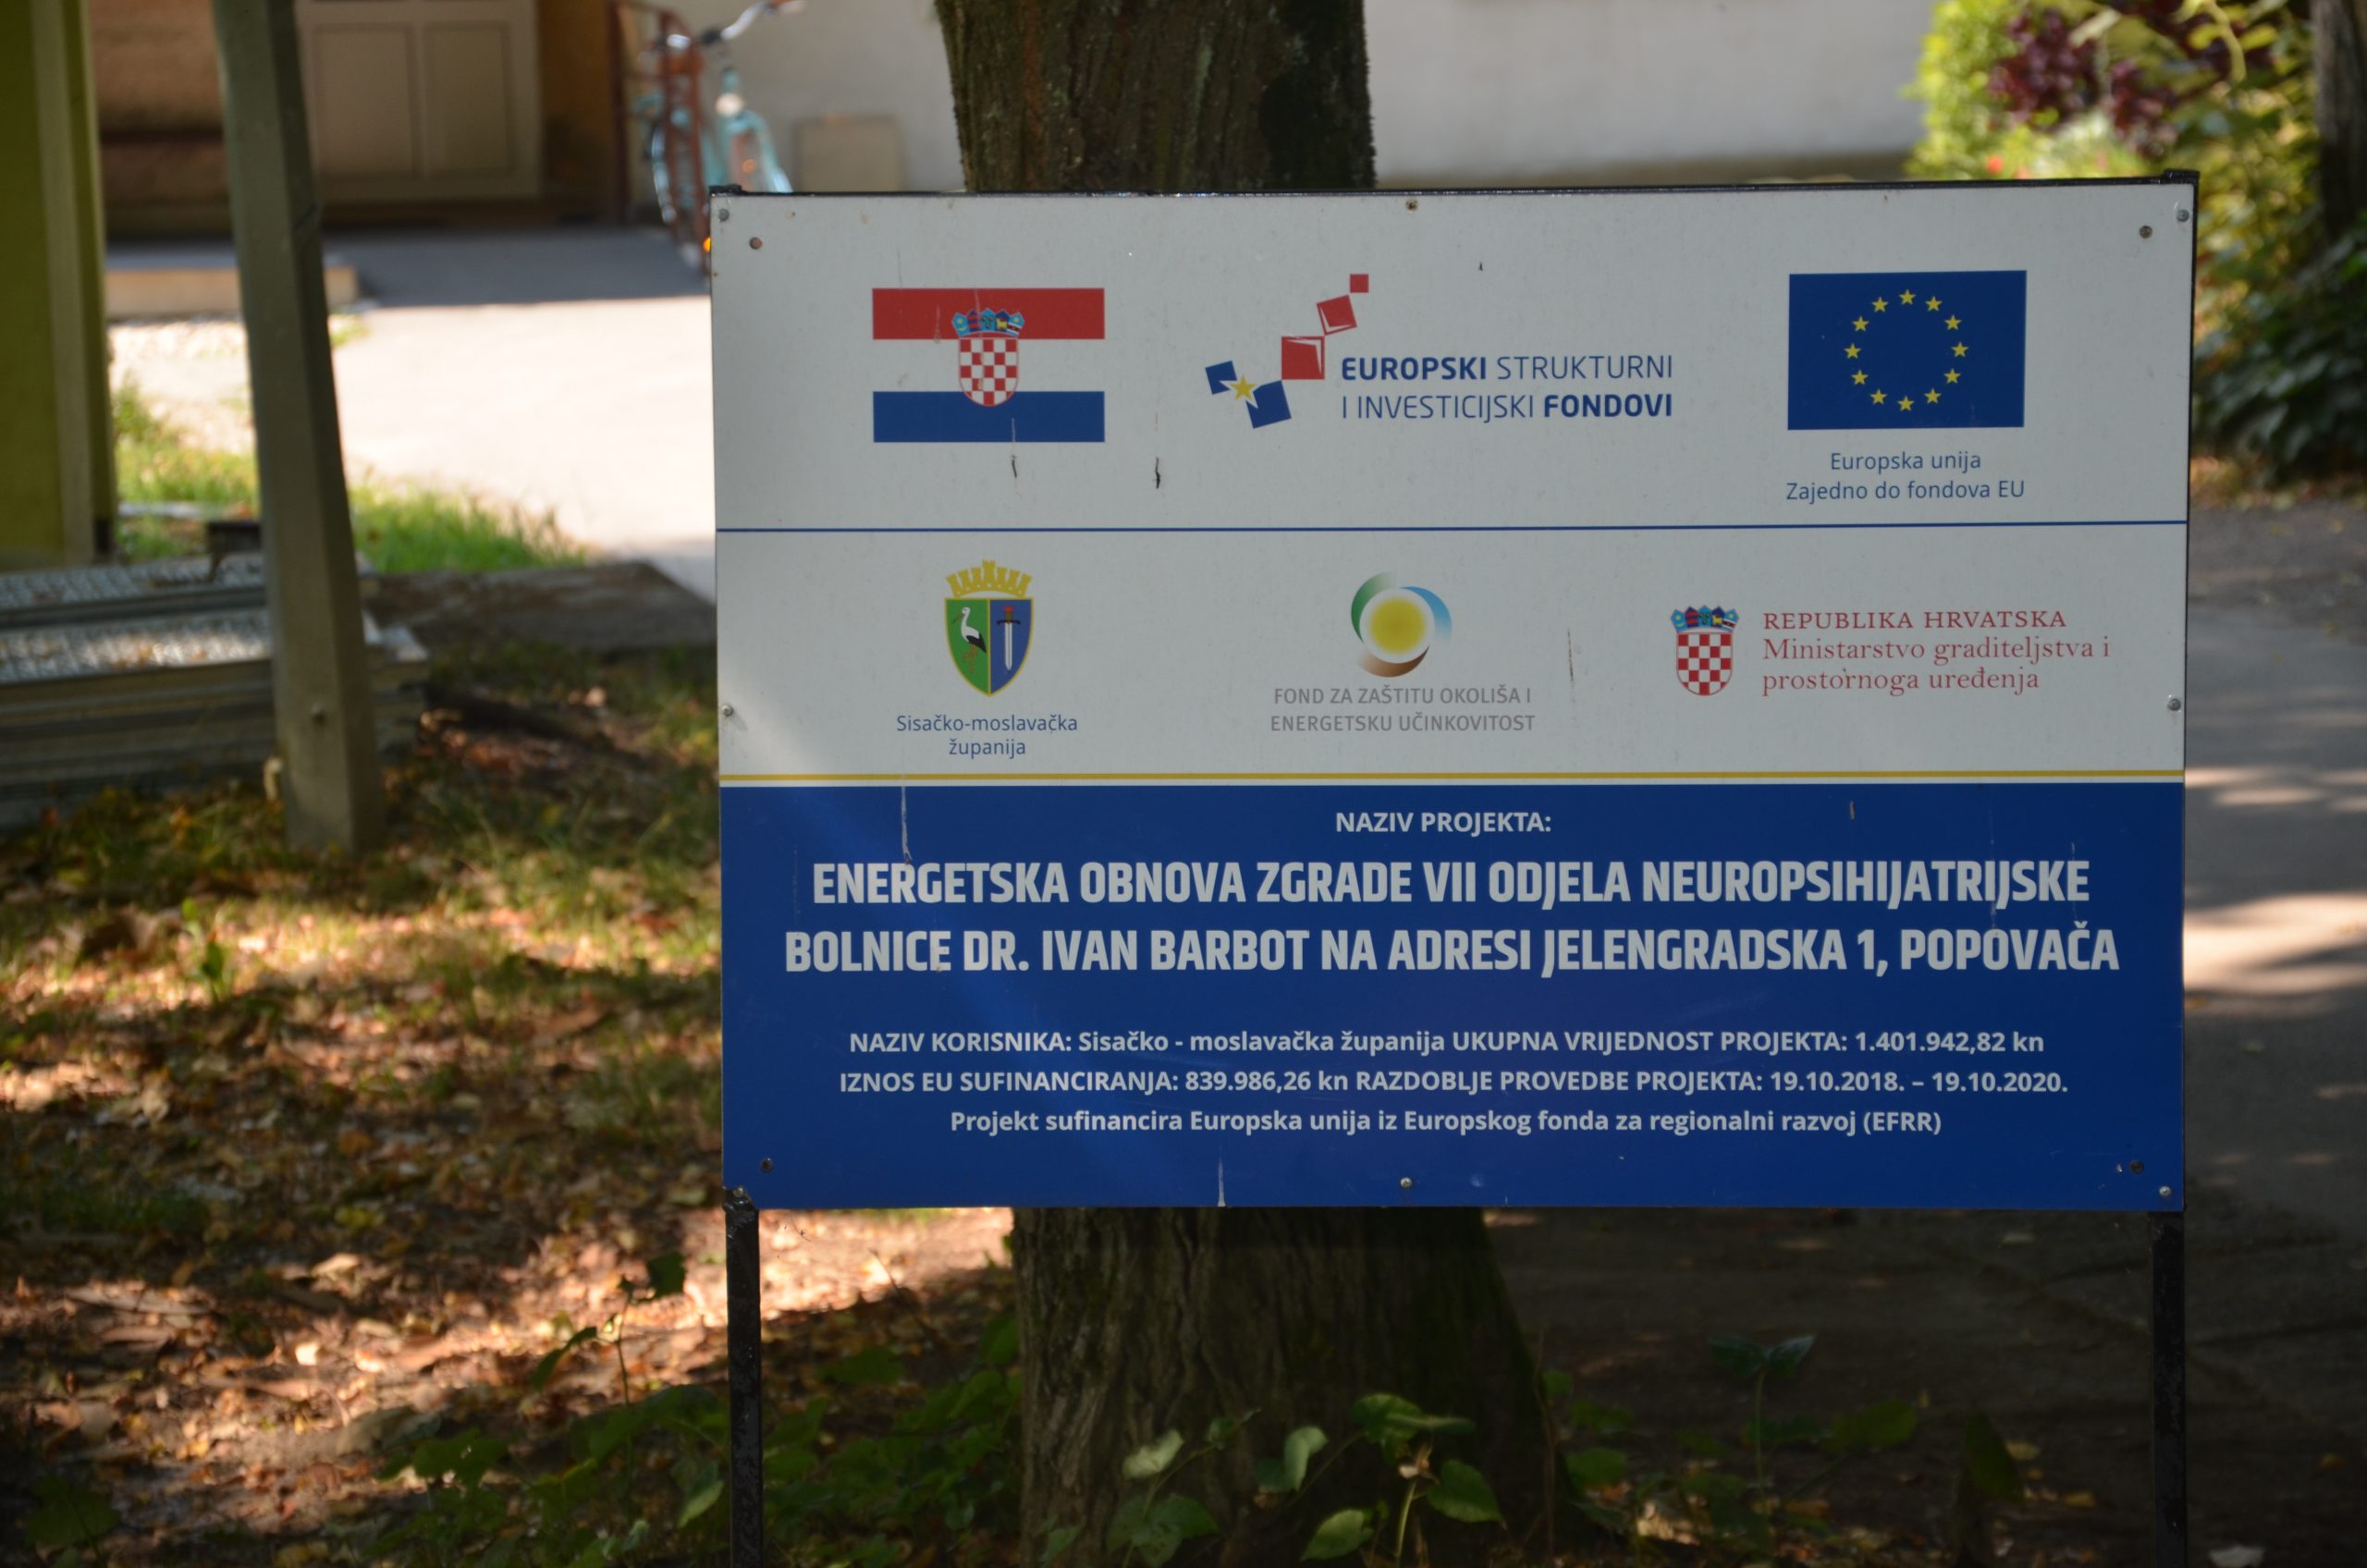 EUROPSKI STRUKTURNI
I INVESTICIJSKI FONDOVI
Europska unija
Zajedno do fondova EU
Sisačko-moslavačka
županija
FOND ZA ZAŠTITU OKOLIŠA I
ENERGETSKU UČINKOVITOST
REPUBLIKA HRVATSKA
Ministarstvo graditeljstva i
prostornoga uređenja
NAZIV PROJEKTA:
ENERGETSKA OBNOVA ZGRADE VII ODJELA NEUROPSIHIJATRIJSKE
BOLNICE DR. IVAN BARBOT NA ADRESI JELENGRADSKA 1, POPOVAČA
NAZIV KORISNIKA: Sisačko - moslavačka županija UKUPNA VRIJEDNOST PROJEKTA: 1.401.942,82 kn
IZNOS EU SUFINANCIRANJA: 839.986,26 kn RAZDOBLJE PROVEDBE PROJEKTA: 19.10.2018. – 19.10.2020.
Projekt sufinancira Europska unija iz Europskog fonda za regionalni razvoj (EFRR)